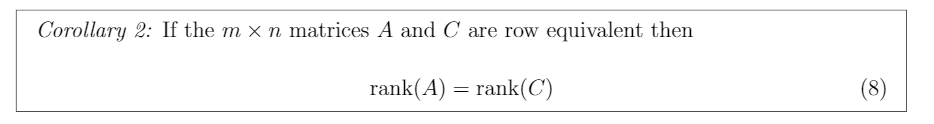 Corollary 2: If the m × n matrices A and C are row equivalent then
rank(A) = rank(C) (8)